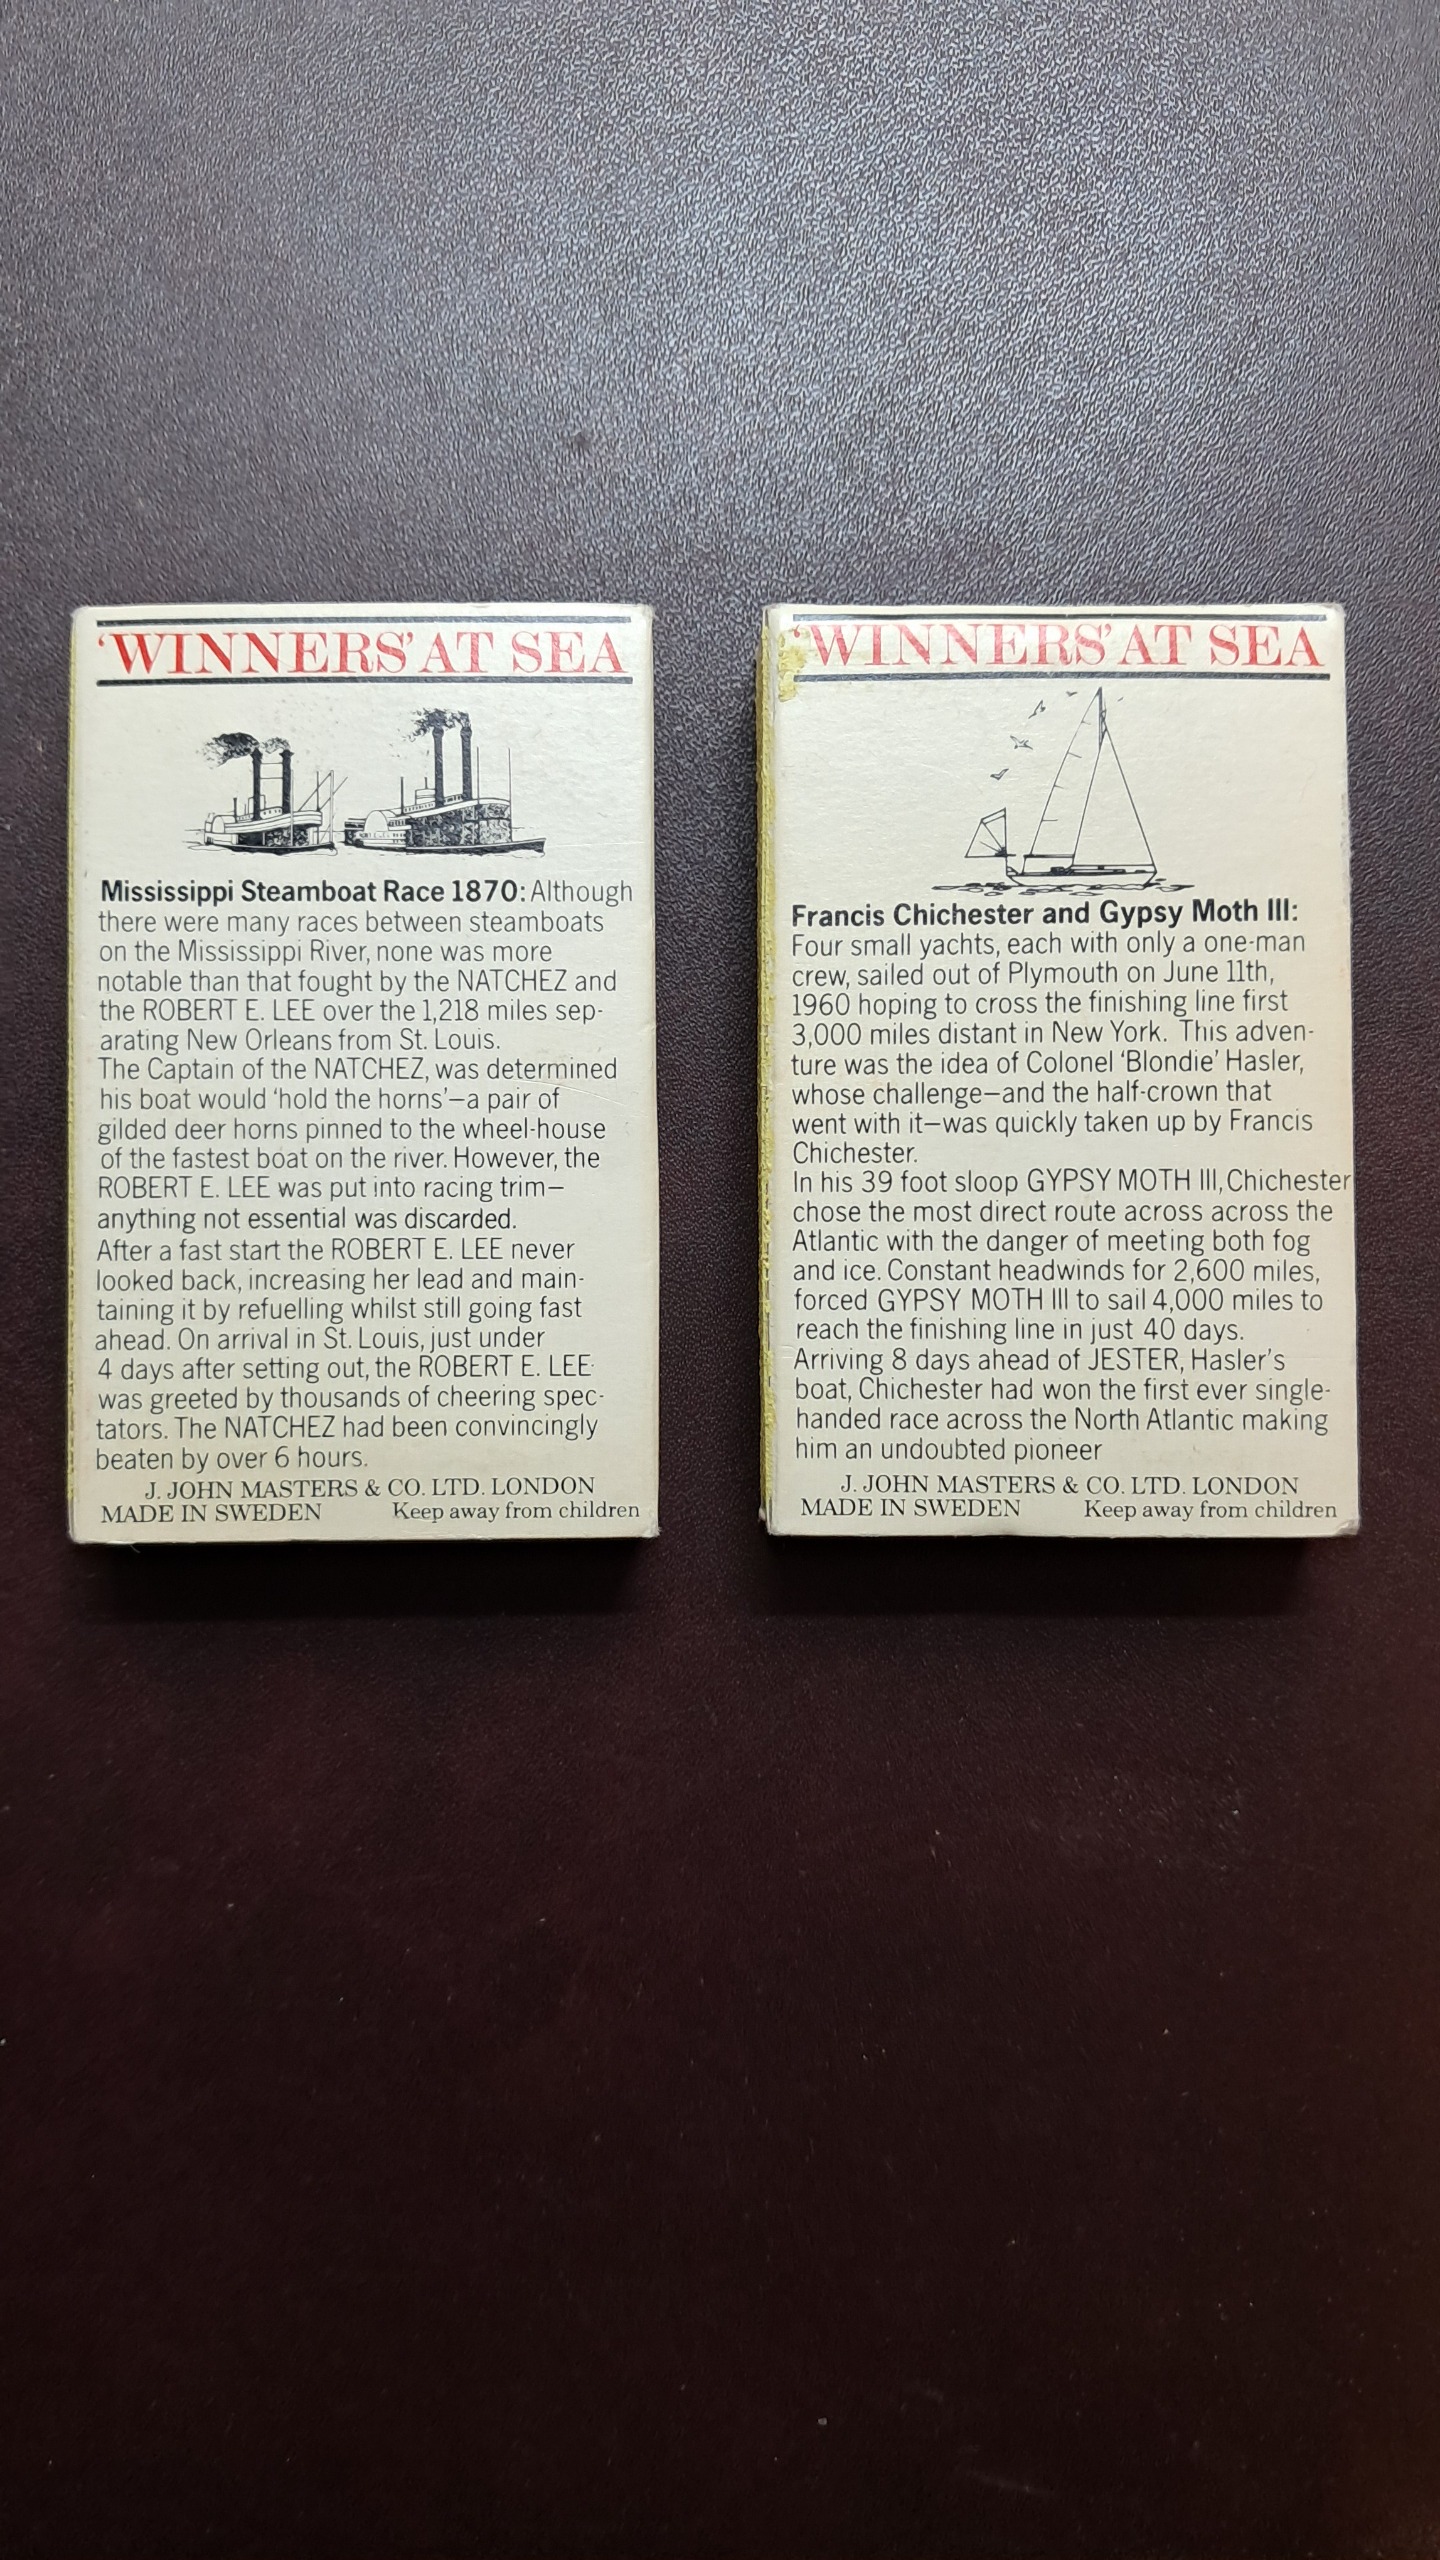 ‘WINNERS’ AT SEA
Mississippi Steamboat Race 1870: Although
there were many races between steamboats
on the Mississippi River, none was more
notable than that fought by the NATCHEZ and
the ROBERT E. LEE over the 1,218 miles sep-
arating New Orleans from St. Louis.
The Captain of the NATCHEZ, was determined
his boat would ‘hold the horns’—a pair of
gilded deer horns pinned to the wheel-house
of the fastest boat on the river. However, the
ROBERT E. LEE was put into racing trim—
anything not essential was discarded.
After a fast start the ROBERT E. LEE never
looked back, increasing her lead and main-
taining it by refuelling whilst still going fast
ahead. On arrival in St. Louis, just under
4 days after setting out, the ROBERT E. LEE
was greeted by thousands of cheering spec-
tators. The NATCHEZ had been convincingly
beaten by over 6 hours.
J. JOHN MASTERS & CO. LTD. LONDON
MADE IN SWEDEN Keep away from children
‘WINNERS’ AT SEA
Francis Chichester and Gypsy Moth III:
Four small yachts, each with only a one-man
crew, sailed out of Plymouth on June 11th,
1960 hoping to cross the finishing line first
3,000 miles distant in New York. This adven-
ture was the idea of Colonel ‘Blondie’ Hasler,
whose challenge—and the half-crown that
went with it—was quickly taken up by Francis
Chichester.
In his 39 foot sloop GYPSY MOTH III, Chichester
chose the most direct route across across the
Atlantic with the danger of meeting both fog
and ice. Constant headwinds for 2,600 miles,
forced GYPSY MOTH III to sail 4,000 miles to
reach the finishing line in just 40 days.
Arriving 8 days ahead of JESTER, Hasler’s
boat, Chichester had won the first ever single-
handed race across the North Atlantic making
him an undoubted pioneer
J. JOHN MASTERS & CO. LTD. LONDON
MADE IN SWEDEN Keep away from children